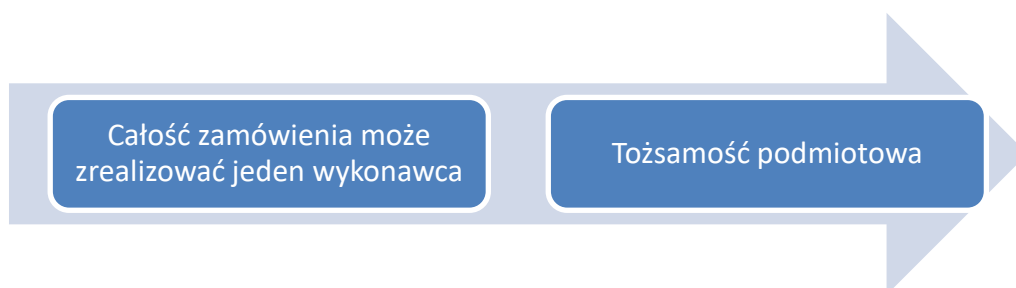 Całość zamówienia może
zrealizować jeden wykonawca
Tożsamość podmiotowa